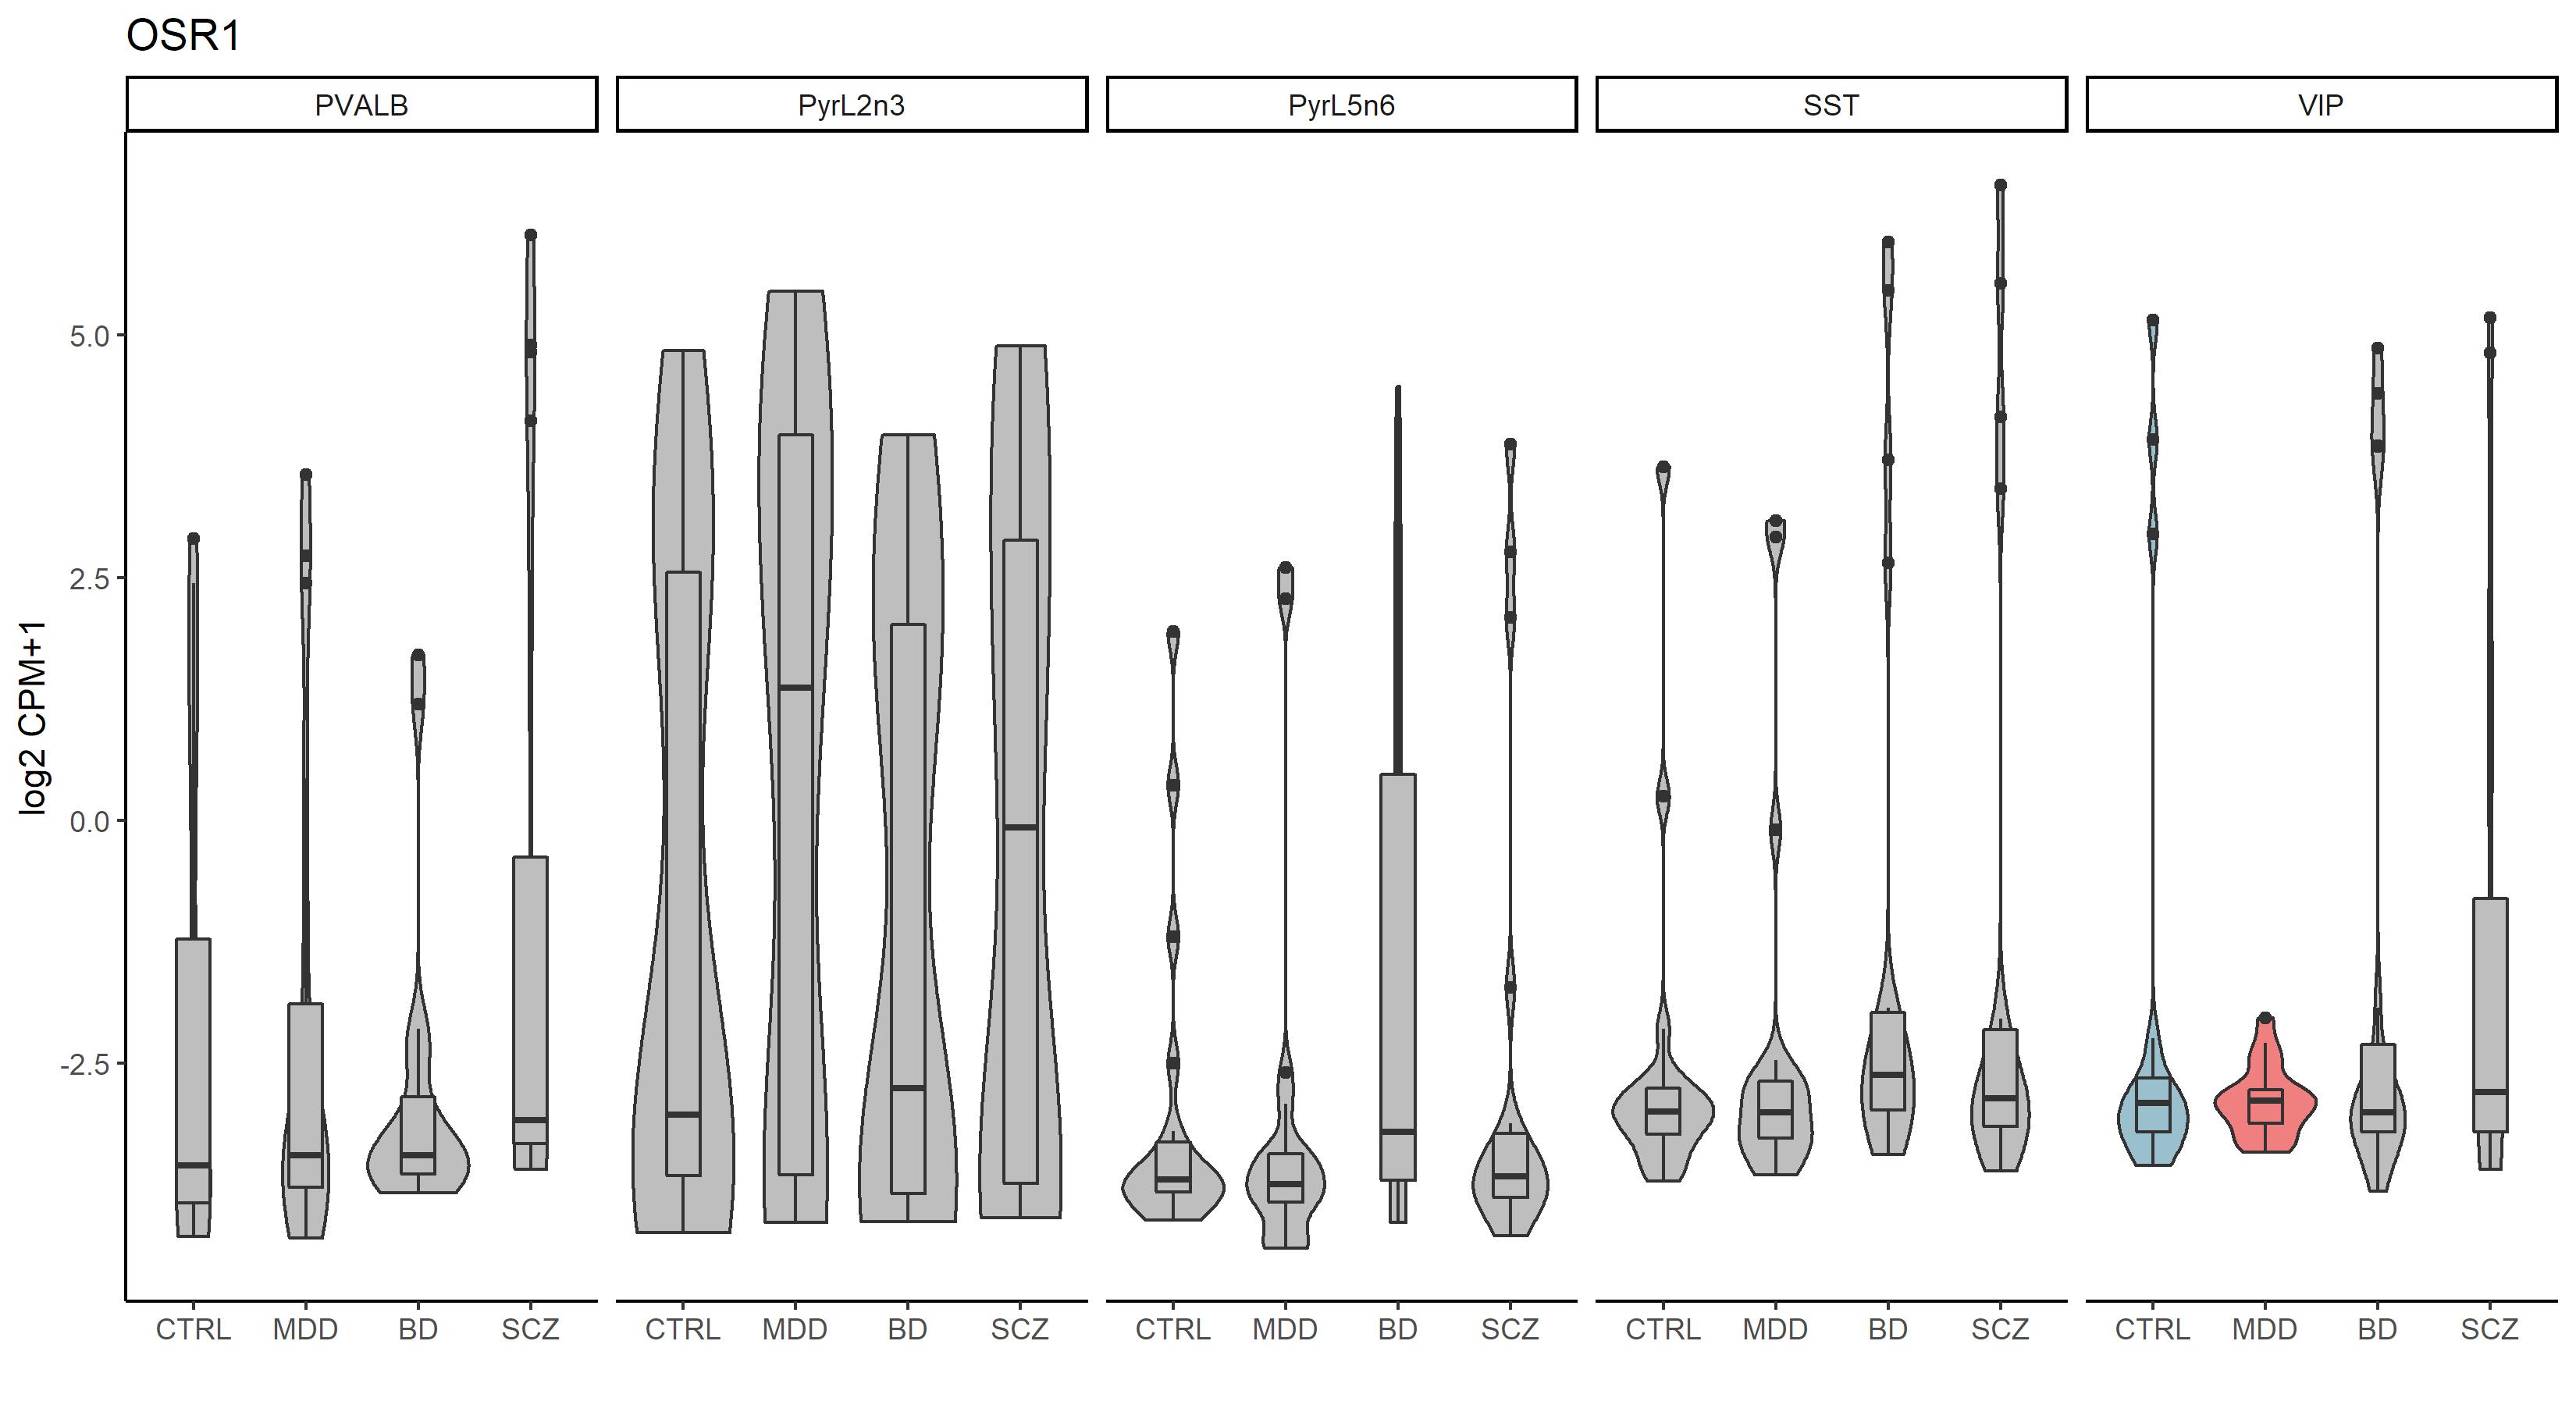 OSR1
PVALB PyrL2n3 PyrL5n6 SST VIP
log2 CPM+1
5.0
2.5
0.0
-2.5
CTRL MDD BD SCZ CTRL MDD BD SCZ CTRL MDD BD SCZ CTRL MDD BD SCZ CTRL MDD BD SCZ